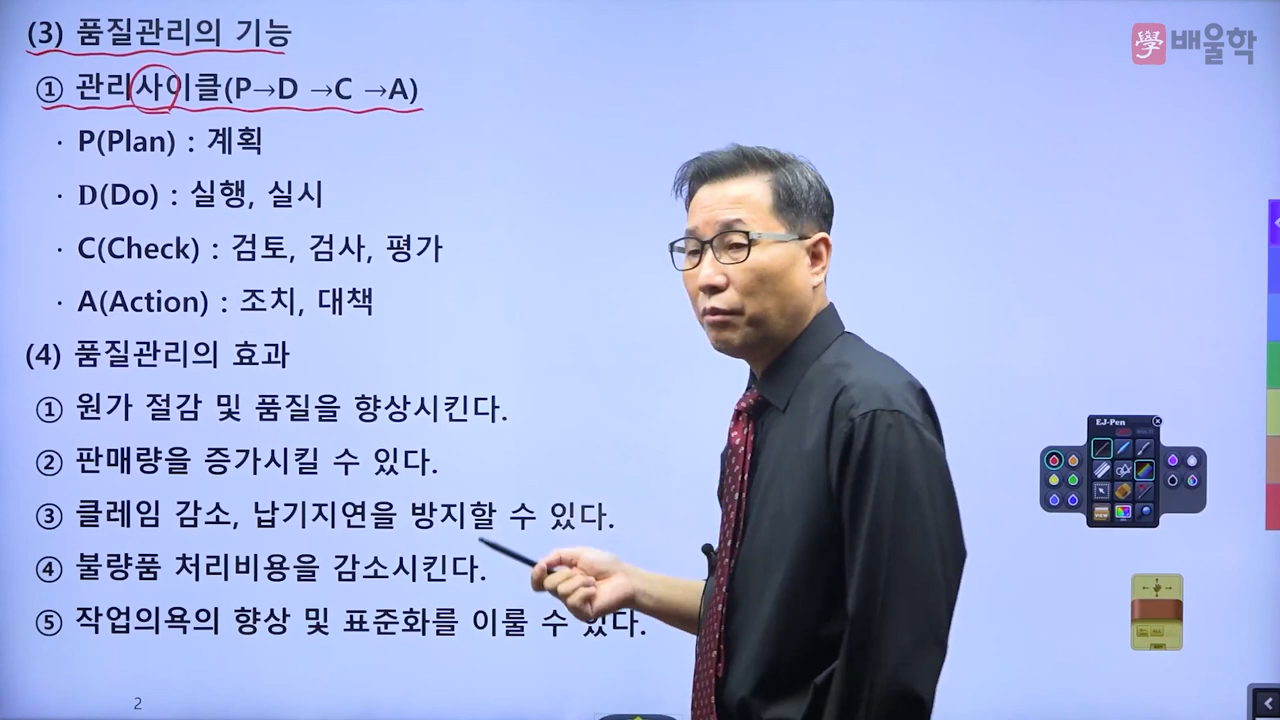 (3) 품질관리의 기능
學 배울학
① 관리사이클(P→D →C →A)
· P(Plan) : 계획
· D(Do) : 실행, 실시
· C(Check) : 검토, 검사, 평가
· A(Action) : 조치, 대책
(4) 품질관리의 효과
① 원가 절감 및 품질을 향상시킨다.
② 판매량을 증가시킬 수 있다.
③ 클레임 감소, 납기지연을 방지할 수 있다.
④ 불량품 처리비용을 감소시킨다.
⑤ 작업의욕의 향상 및 표준화를 이룰 수 있다.
EJ-Pen
2